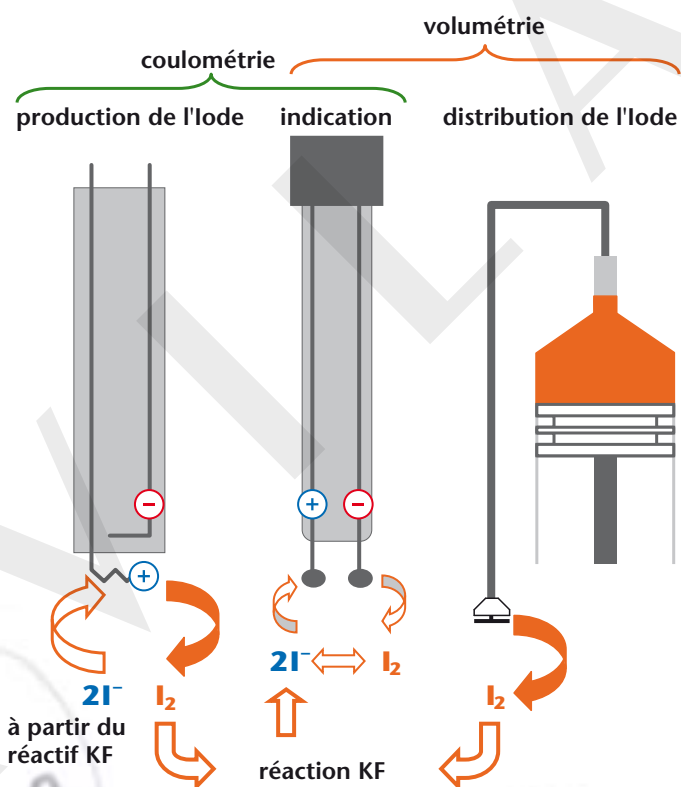 volumétrie
coulométrie
production de l'Iode
indication
distribution de l'Iode
−
+
−
+
2I⁻
I₂
2I⁻
I₂
I₂
à partir du
réactif KF
réaction KF